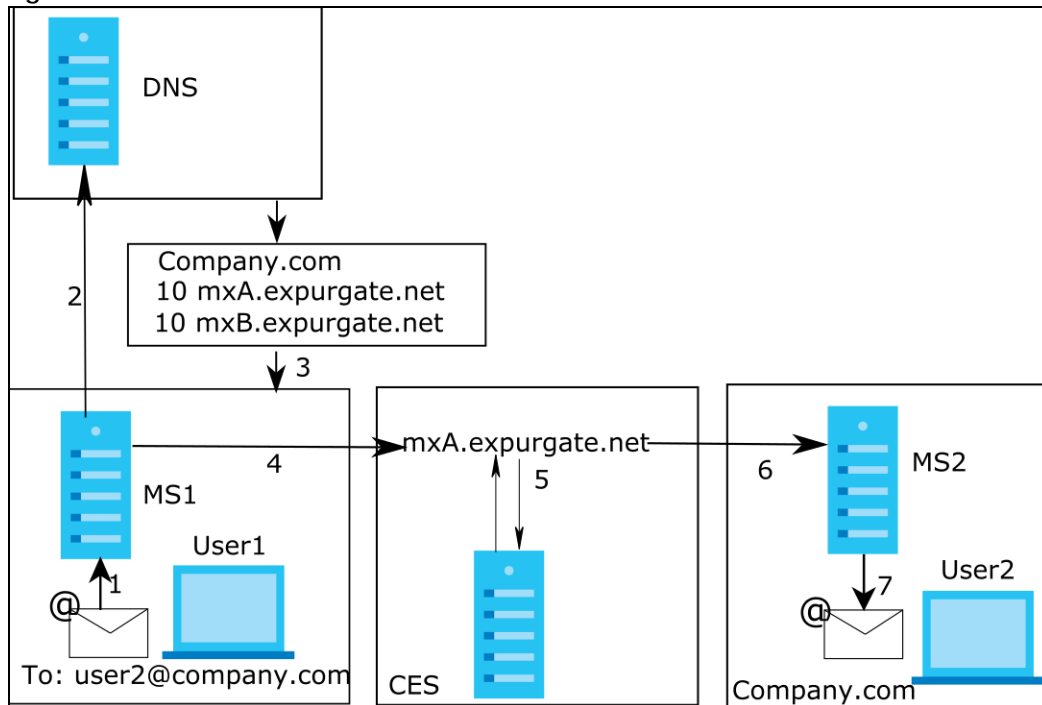 DNS
Company.com
10 mxA.expurgate.net
10 mxB.expurgate.net
2
3
MS1
User1
1
@
To: user2@company.com
4
mxA.expurgate.net
5
CES
6
MS2
User2
7
@
Company.com